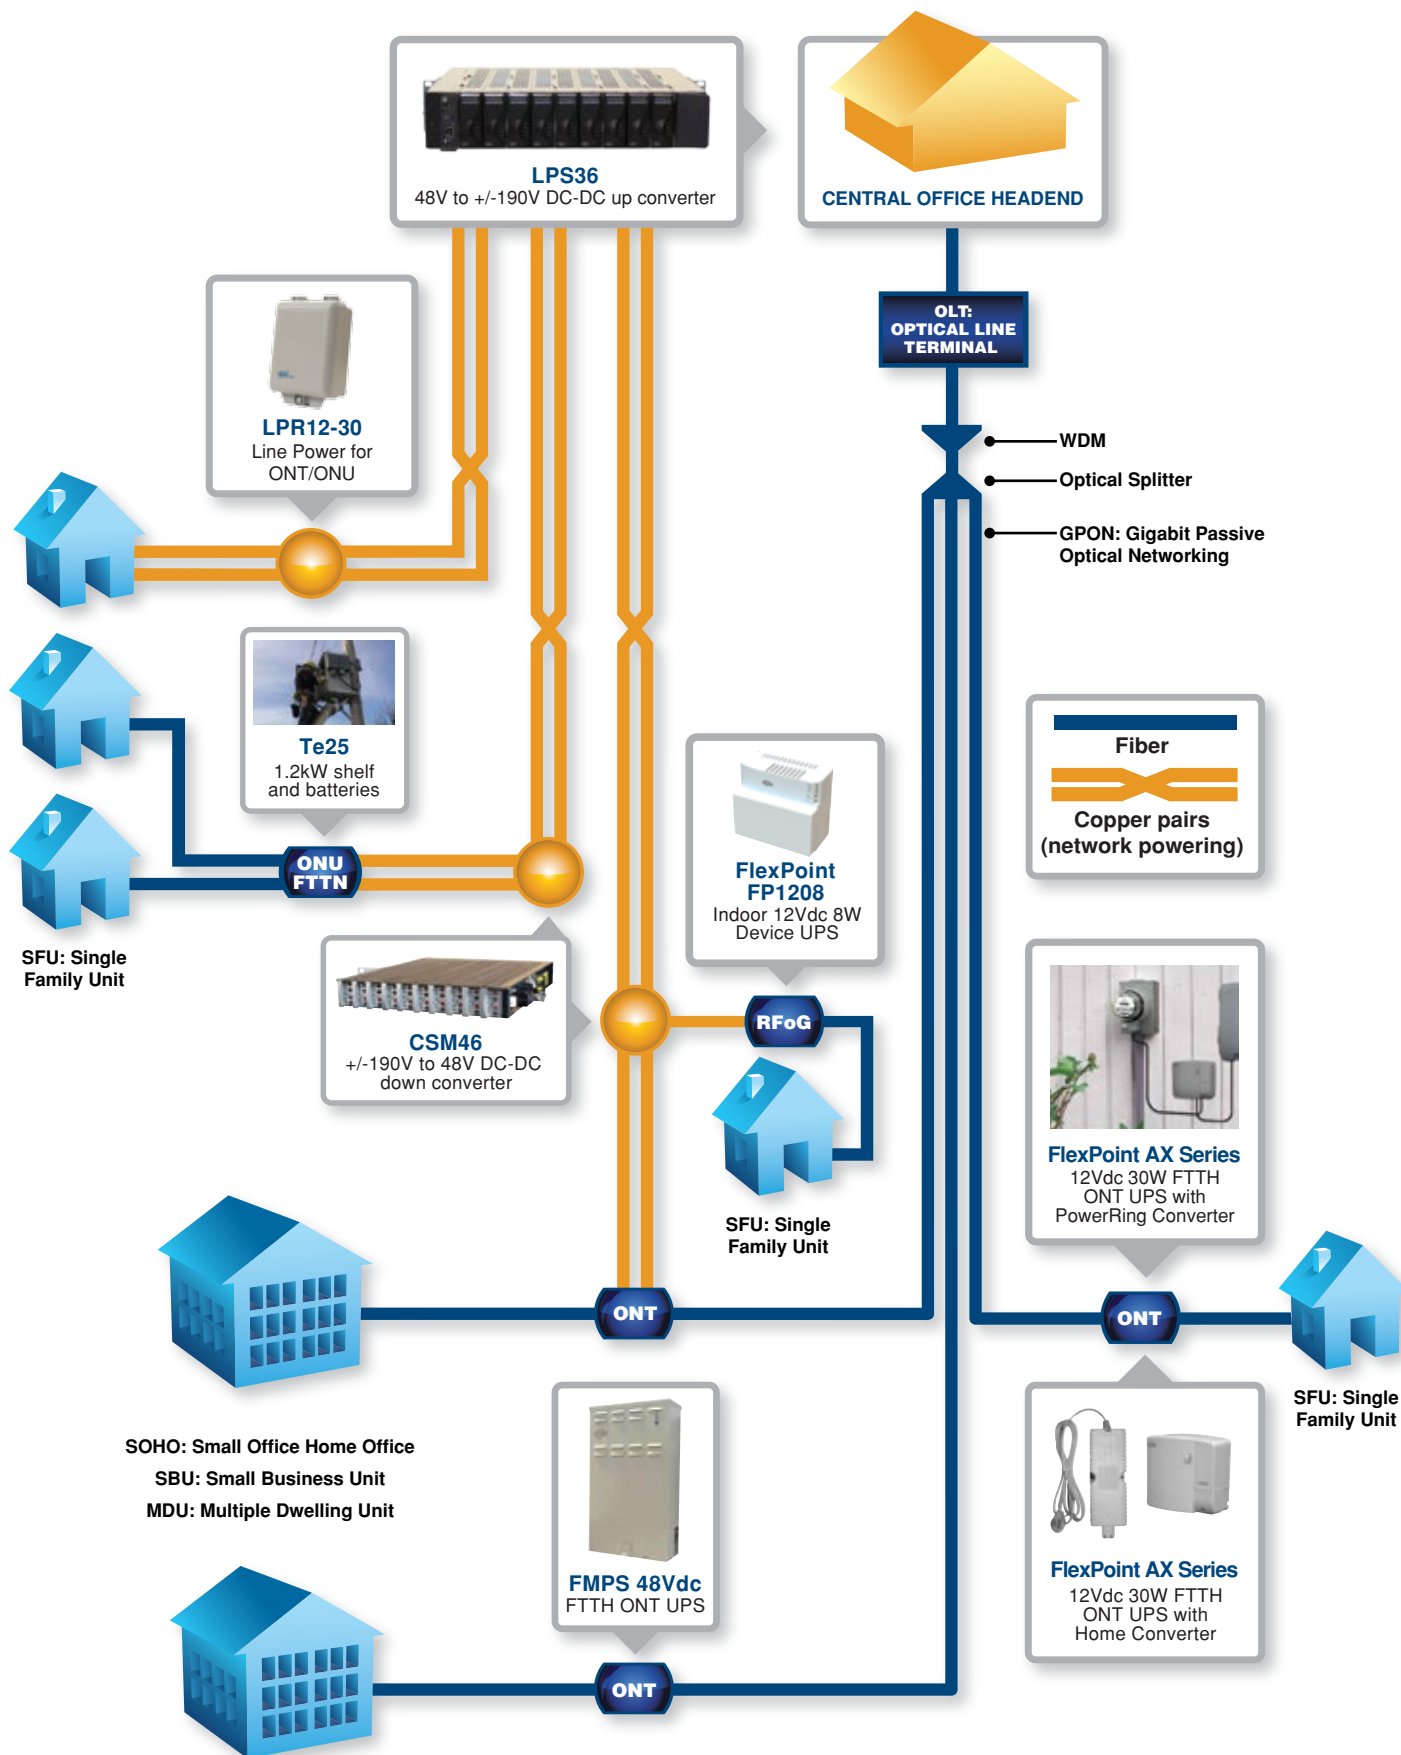 LPS36
48V to +/-190V DC-DC up converter
CENTRAL OFFICE HEADEND
OLT:
OPTICAL LINE
TERMINAL
LPR12-30
Line Power for
ONT/ONU
WDM
Optical Splitter
GPON: Gigabit Passive
Optical Networking
Te25
1.2kW shelf
and batteries
Fiber
Copper pairs
(network powering)
FlexPoint
FP1208
Indoor 12Vdc 8W
Device UPS
ONU
FTTN
SFU: Single
Family Unit
CSM46
+/-190V to 48V DC-DC
down converter
RFoG
SFU: Single
Family Unit
FlexPoint AX Series
12Vdc 30W FTTH
ONT UPS with
PowerRing Converter
ONT
ONT
SFU: Single
Family Unit
SOHO: Small Office Home Office
SBU: Small Business Unit
MDU: Multiple Dwelling Unit
FMPS 48Vdc
FTTH ONT UPS
FlexPoint AX Series
12Vdc 30W FTTH
ONT UPS with
Home Converter
ONT